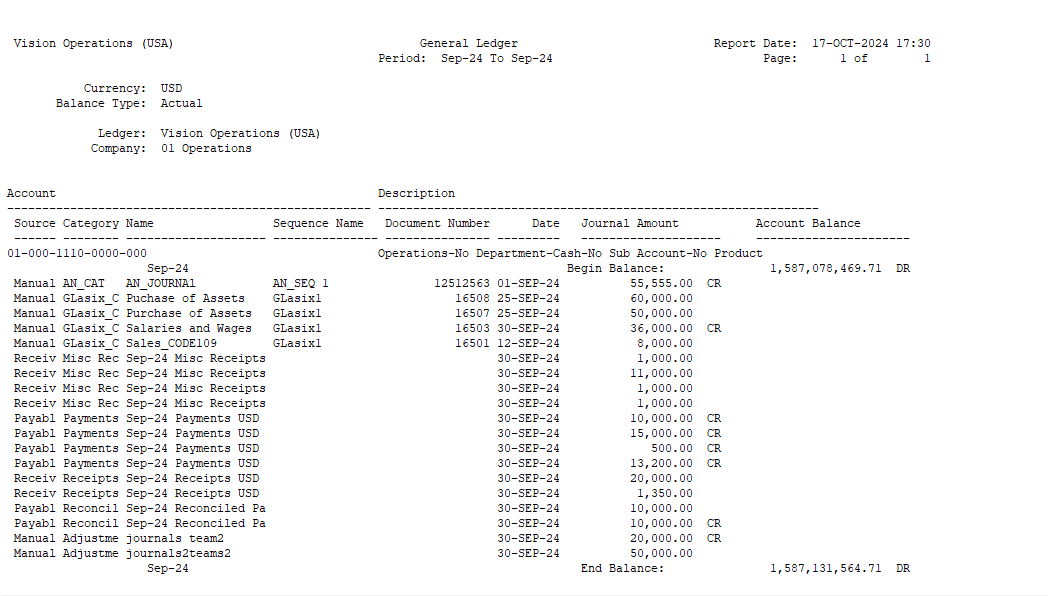 Vision Operations (USA) General Ledger Report Date: 17-OCT-2024 17:30
Period: Sep-24 To Sep-24 Page: 1 of 1
Currency: USD
Balance Type: Actual
Ledger: Vision Operations (USA)
Company: 01 Operations
Account Description
Source Category Name Sequence Name Document Number Date Journal Amount Account Balance
01-000-1110-0000-000 Operations-No Department-Cash-No Sub Account-No Product
Sep-24 Begin Balance: 1,587,078,469.71 DR
Manual AN_CAT AN_JOURNAl AN_SEQ 1 12512563 01-SEP-24 55,555.00 CR
Manual GLasix_C Puchase of Assets GLasix1 16508 25-SEP-24 60,000.00
Manual GLasix_C Purchase of Assets GLasix1 16507 25-SEP-24 50,000.00
Manual GLasix_C Salaries and Wages GLasix1 16503 30-SEP-24 36,000.00 CR
Manual GLasix_C Sales_CODE109 GLasix1 16501 12-SEP-24 8,000.00
Receiv Misc Rec Sep-24 Misc Receipts 30-SEP-24 1,000.00
Receiv Misc Rec Sep-24 Misc Receipts 30-SEP-24 11,000.00
Receiv Misc Rec Sep-24 Misc Receipts 30-SEP-24 1,000.00
Receiv Misc Rec Sep-24 Misc Receipts 30-SEP-24 1,000.00
Payabl Payments Sep-24 Payments USD 30-SEP-24 10,000.00 CR
Payabl Payments Sep-24 Payments USD 30-SEP-24 15,000.00 CR
Payabl Payments Sep-24 Payments USD 30-SEP-24 500.00 CR
Payabl Payments Sep-24 Payments USD 30-SEP-24 13,200.00 CR
Receiv Receipts Sep-24 Receipts USD 30-SEP-24 20,000.00
Receiv Receipts Sep-24 Receipts USD 30-SEP-24 1,350.00
Payabl Reconcil Sep-24 Reconciled Pa 30-SEP-24 10,000.00
Payabl Reconcil Sep-24 Reconciled Pa 30-SEP-24 10,000.00 CR
Manual Adjustme journals team2 30-SEP-24 20,000.00 CR
Manual Adjustme journals2teams2 30-SEP-24 50,000.00
Sep-24 End Balance: 1,587,131,564.71 DR